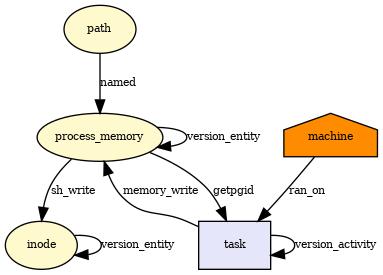 path
named
process_memory
version_entity
machine
sh_write
memory_write
getpgid
ran_on
inode
version_entity
task
version_activity